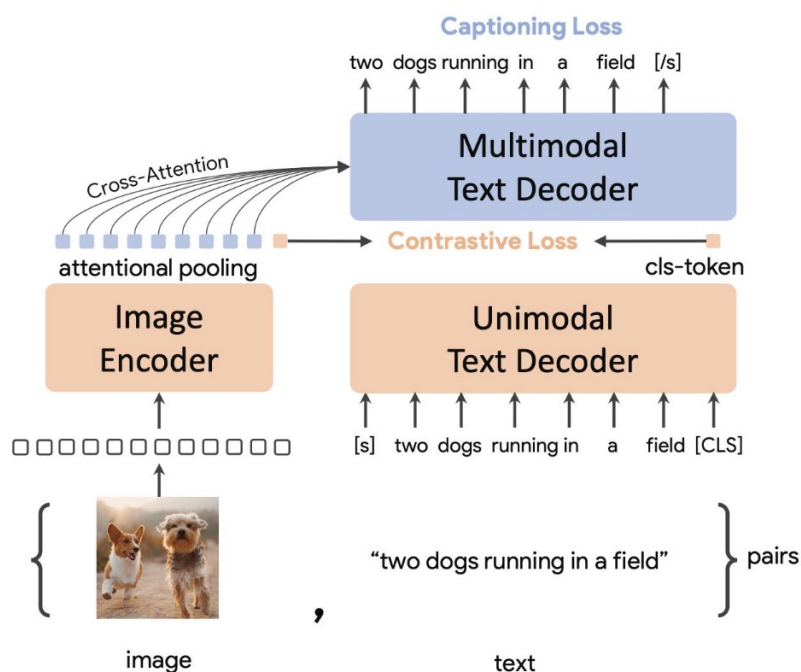 Captioning Loss
two dogs running in a field [/s]
Multimodal
Text Decoder
Cross-Attention
Contrastive Loss
attentional pooling
cls-token
Image
Encoder
Unimodal
Text Decoder
[s] two dogs running in a field [CLS]
{ “two dogs running in a field” } pairs
,
image text